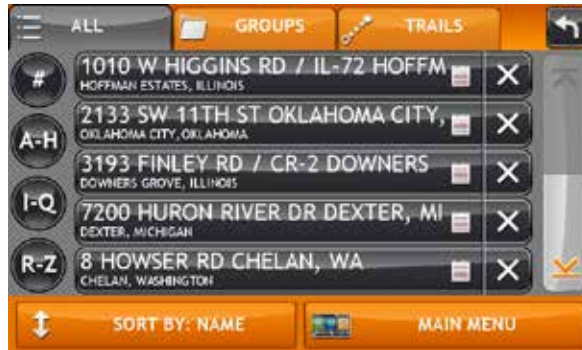 ALL
GROUPS
TRAILS
#
1010 W HIGGINS RD / IL-72 HOFFM
HOFFMAN ESTATES, ILLINOIS
A-H
2133 SW 11TH ST OKLAHOMA CITY,
OKLAHOMA CITY, OKLAHOMA
3193 FINLEY RD / CR-2 DOWNERS
DOWNERS GROVE, ILLINOIS
I-Q
7200 HURON RIVER DR DEXTER, MI
DEXTER, MICHIGAN
R-Z
8 HOWSER RD CHELAN, WA
CHELAN, WASHINGTON
SORT BY: NAME
MAIN MENU